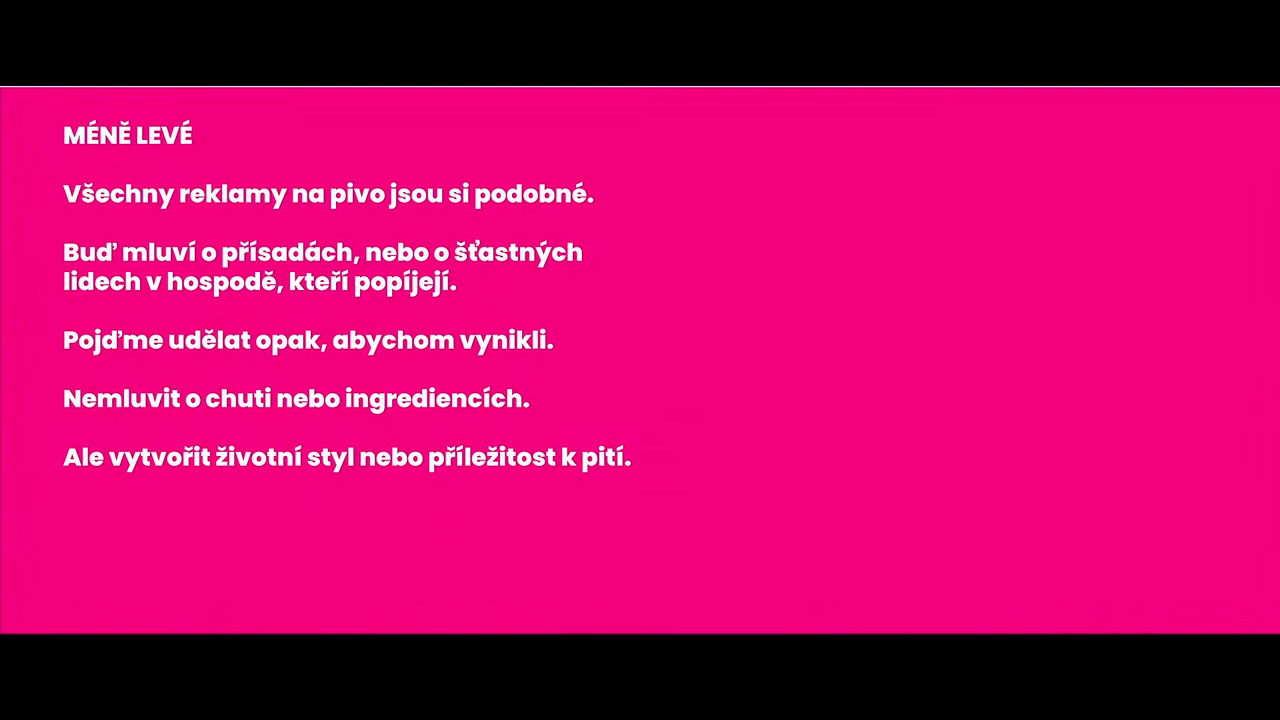 MÉNĚ LEVÉ
Všechny reklamy na pivo jsou si podobné.
Buď mluví o přísadách, nebo o šťastných
lidech v hospodě, kteří popíjejí.
Pojďme udělat opak, abychom vynikli.
Nemluvit o chuti nebo ingrediencích.
Ale vytvořit životní styl nebo příležitost k pití.